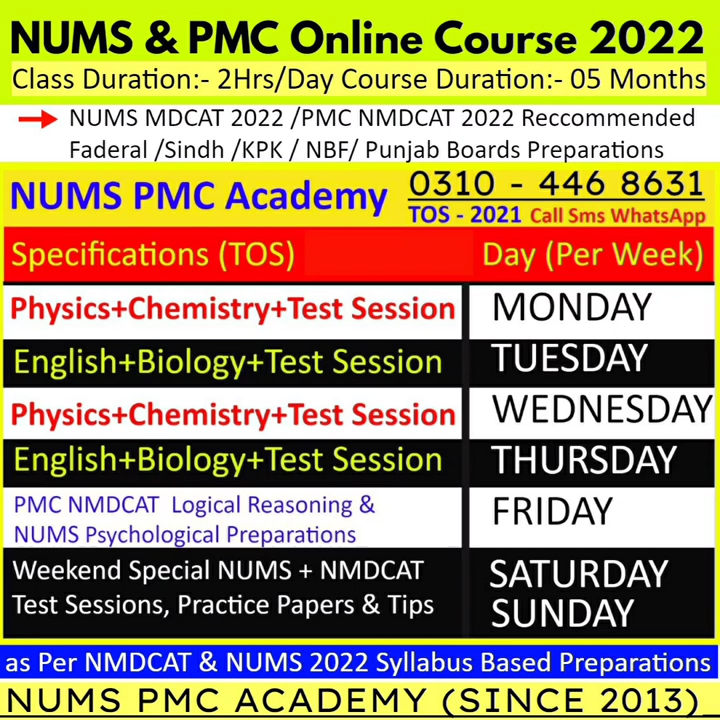 NUMS & PMC Online Course 2022
Class Duration:- 2Hrs/Day Course Duration:- 05 Months
NUMS MDCAT 2022 /PMC NMDCAT 2022 Reccommended
Faderal /Sindh /KPK / NBF/ Punjab Boards Preparations
NUMS PMC Academy 0310 - 446 8631
TOS - 2021 Call Sms WhatsApp
Specifications (TOS) Day (Per Week)
Physics+Chemistry+Test Session MONDAY
English+Biology+Test Session TUESDAY
Physics+Chemistry+Test Session WEDNESDAY
English+Biology+Test Session THURSDAY
PMC NMDCAT Logical Reasoning &
NUMS Psychological Preparations
FRIDAY
Weekend Special NUMS + NMDCAT
Test Sessions, Practice Papers & Tips
SATURDAY
SUNDAY
as Per NMDCAT & NUMS 2022 Syllabus Based Preparations
NUMS PMC ACADEMY (SINCE 2013)_